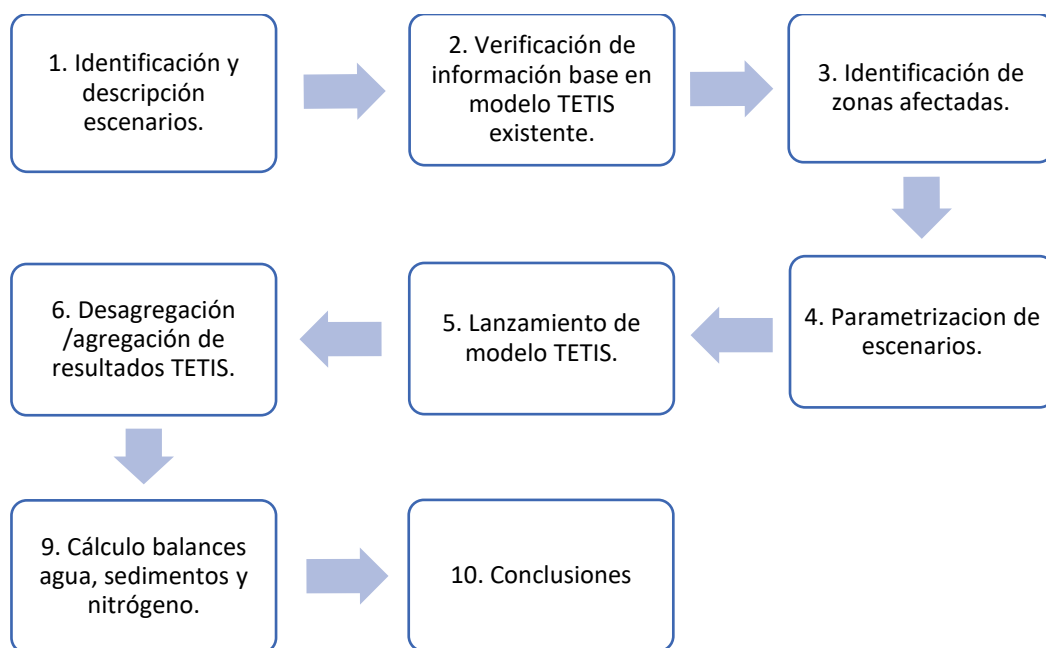 1. Identificación y
descripción
escenarios.
2. Verificación de
información base en
modelo TETIS
existente.
3. Identificación de
zonas afectadas.
4. Parametrizacion de
escenarios.
5. Lanzamiento de
modelo TETIS.
6. Desagregación
/agregación de
resultados TETIS.
9. Cálculo balances
agua, sedimentos y
nitrógeno.
10. Conclusiones